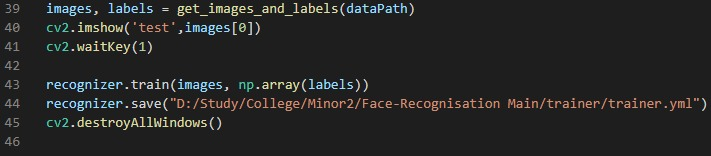 39 images, labels = get_images_and_labels(dataPath)
40 cv2.imshow('test',images[0])
41 cv2.waitKey(1)
42
43 recognizer.train(images, np.array(labels))
44 recognizer.save("D:/Study/College/Minor2/Face-Recognisation Main/trainer/trainer.yml")
45 cv2.destroyAllWindows()
46